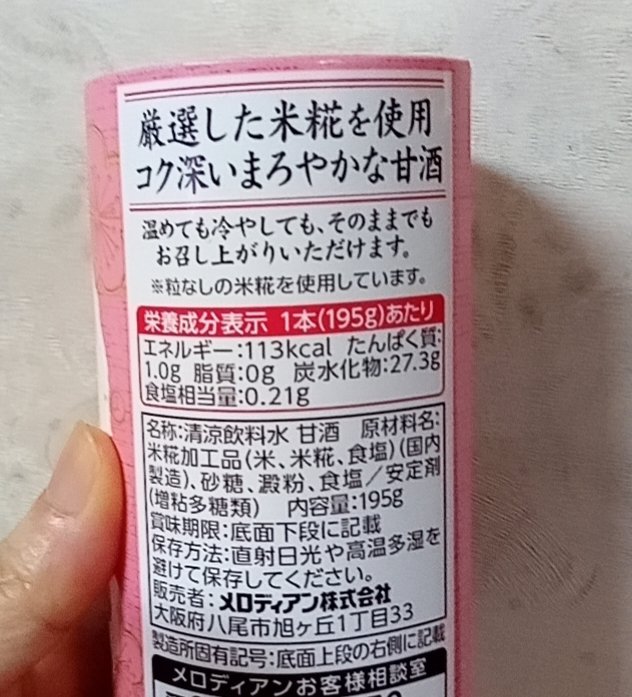 厳選した米糀を使用
コク深いまろやかな甘酒
温めても冷やしても、そのままでも
お召し上がりいただけます。
※粒なしの米糀を使用しています。
栄養成分表示 1本(195g)あたり
エネルギー:113kcal たんぱく質:
1.0g 脂質:0g 炭水化物:27.3g
食塩相当量:0.21g
名称:清涼飲料水 甘酒 原材料名:
米糀加工品(米、米糀、食塩)(国内
製造)、砂糖、澱粉、食塩/安定剤
(増粘多糖類) 内容量:195g
賞味期限:底面下段に記載
保存方法:直射日光や高温多湿を
避けて保存してください。
販売者:メロディアン株式会社
大阪府八尾市旭ヶ丘1丁目33
製造所固有記号:底面上段の右側に記載
メロディアンお客様相談室